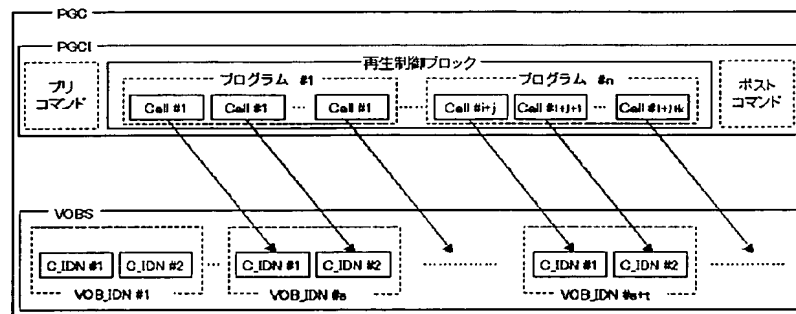 PGC
PGCI
再生制御ブロック
プリ
コマンド
プログラム #1
Cell #1 Cell #1 … Cell #1
プログラム #n
Cell #i+j Cell #i+j+1 … Cell #i+j+k
ポスト
コマンド
VOBS
C_IDN #1 C_IDN #2 … C_IDN #1 C_IDN #2 C_IDN #1 C_IDN #2
VOB_IDN #1 VOB_IDN #s VOB_IDN #s+t